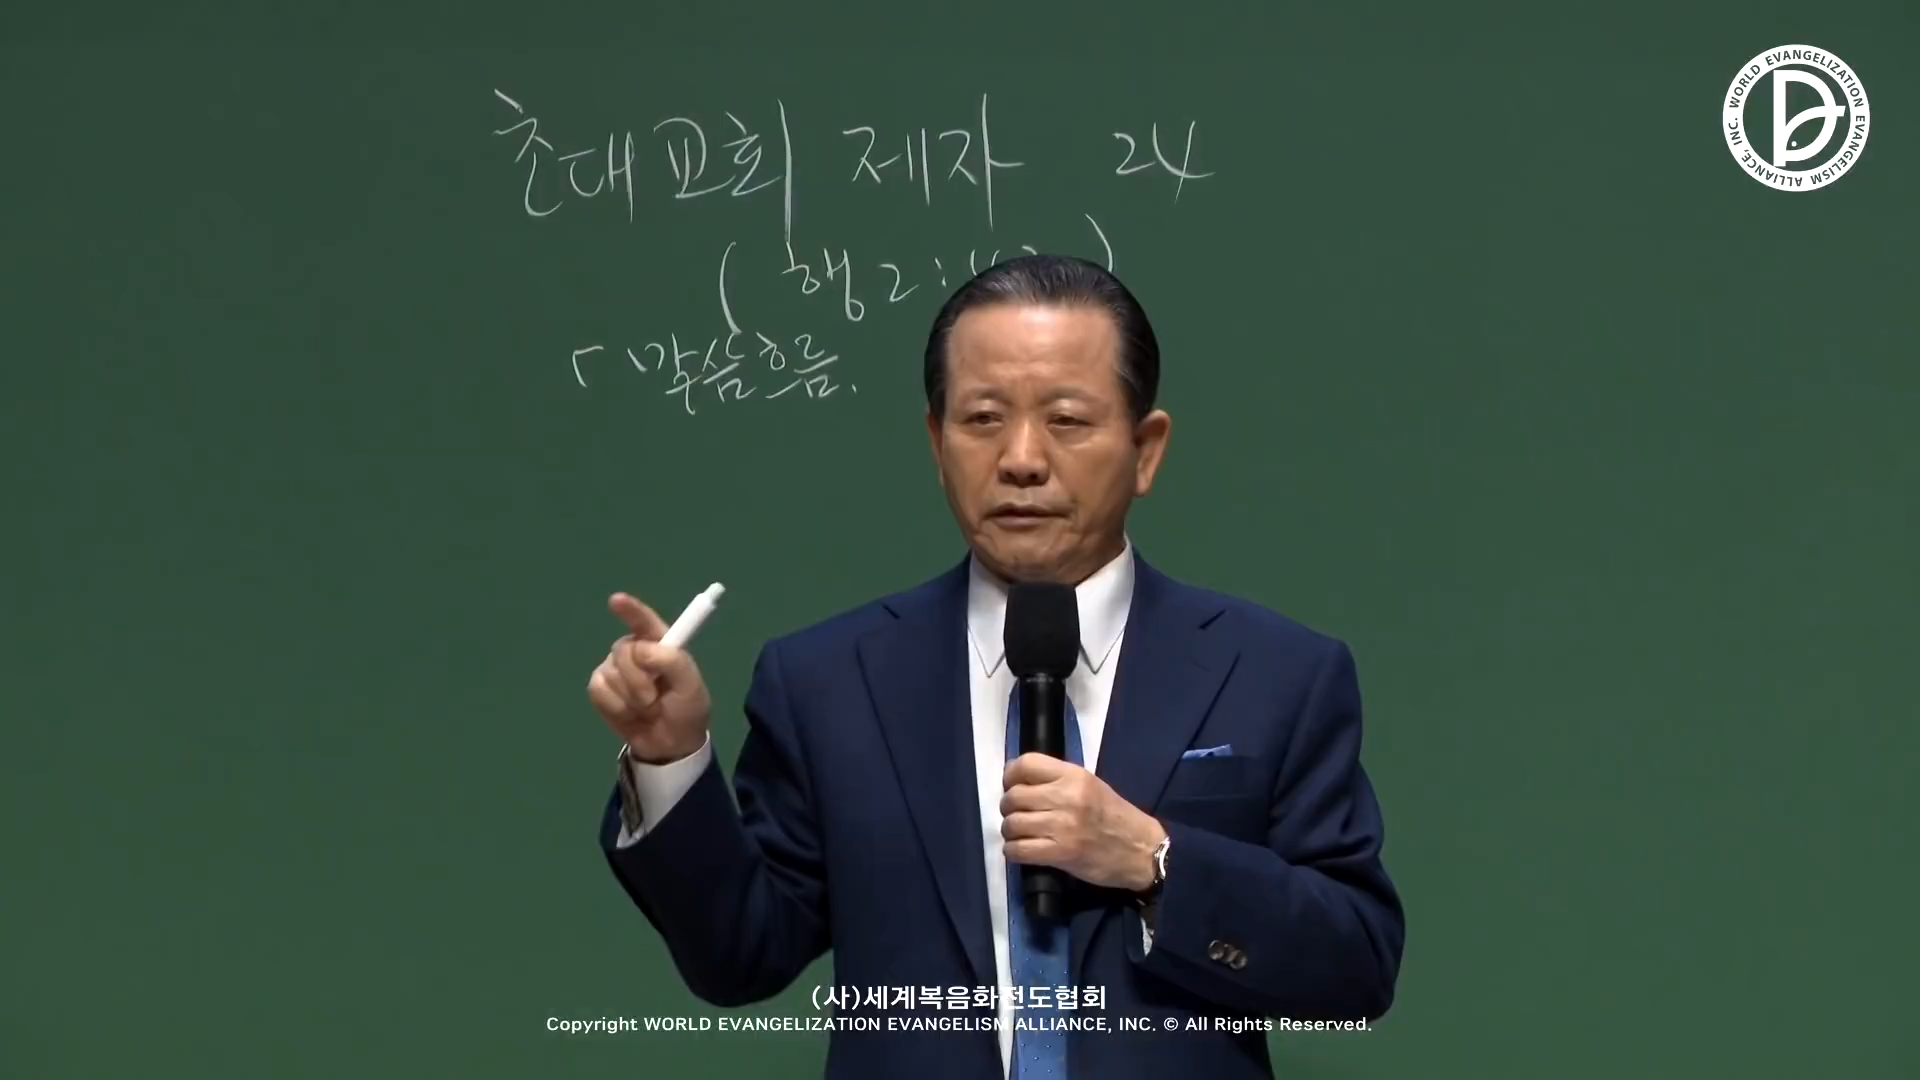 초대교회 제자 24
( 행 2:42 )
「 말씀흐름.
WORLD EVANGELIZATION EVANGELISM ALLIANCE, INC.
(사)세계복음화전도협회
Copyright WORLD EVANGELIZATION EVANGELISM ALLIANCE, INC. © All Rights Reserved.